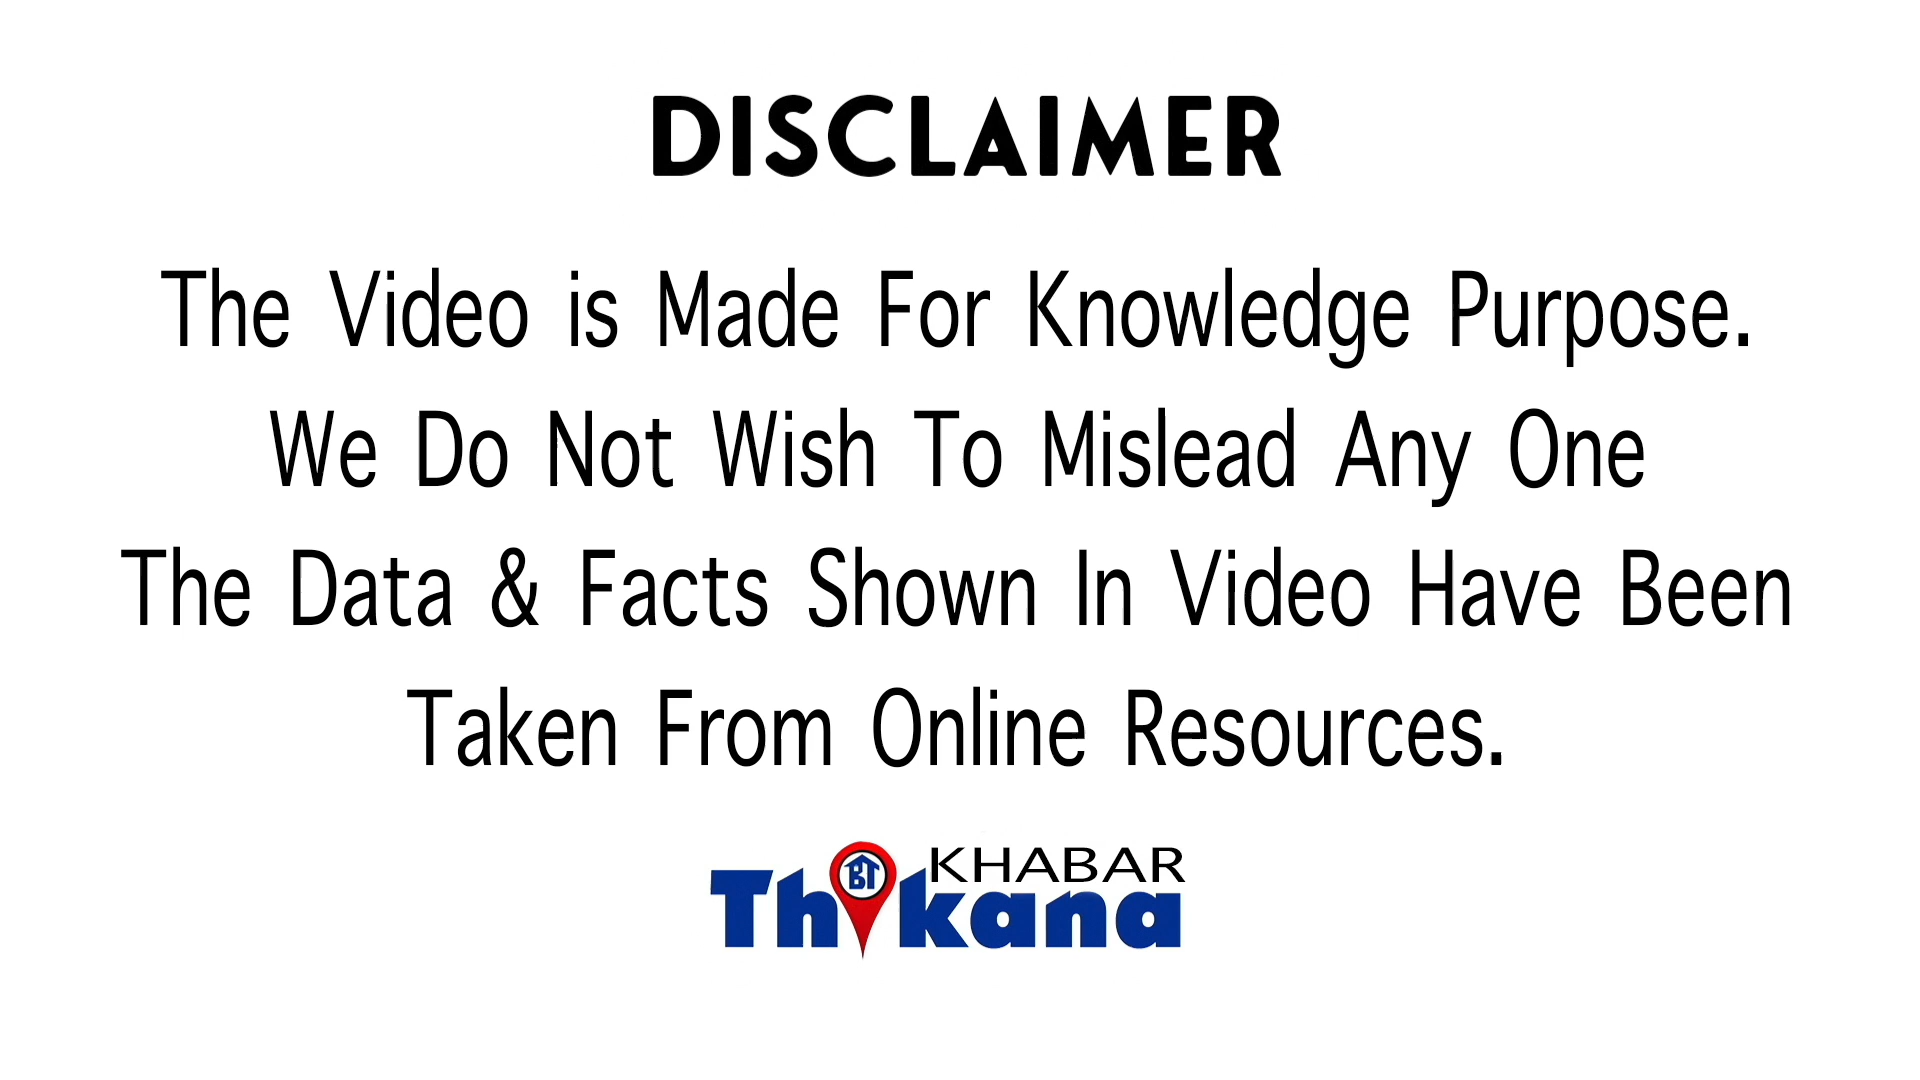 DISCLAIMER
The Video is Made For Knowledge Purpose.
We Do Not Wish To Mislead Any One
The Data & Facts Shown In Video Have Been
Taken From Online Resources.
KHABAR
BT
Thikana